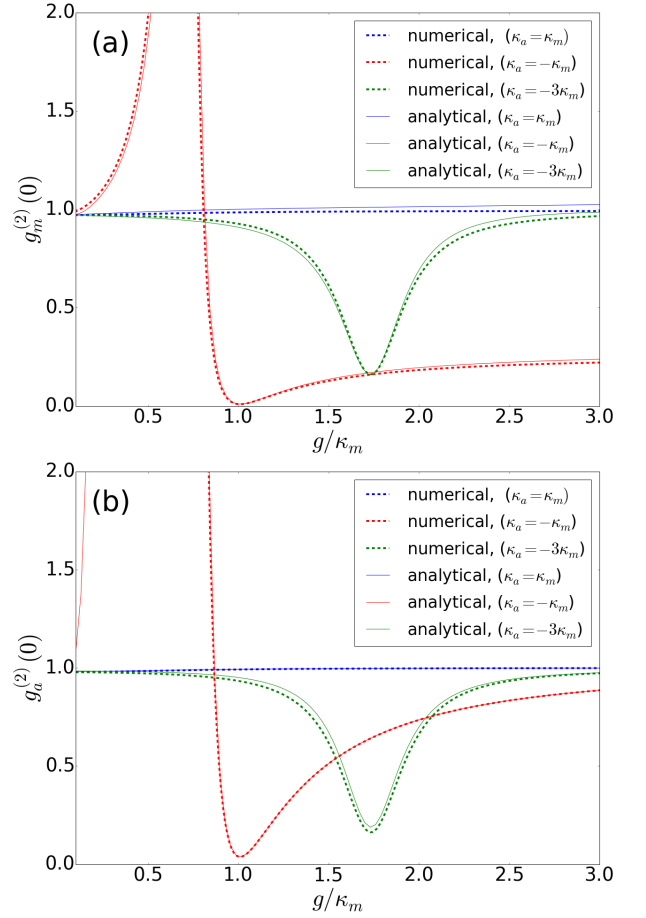 2.0
(a)
numerical, (κₐ=κₘ)
numerical, (κₐ=−κₘ)
numerical, (κₐ=−3κₘ)
analytical, (κₐ=κₘ)
analytical, (κₐ=−κₘ)
analytical, (κₐ=−3κₘ)
1.5
1.0
g_m^{(2)}(0)
0.5
0.0
0.5 1.0 1.5 2.0 2.5 3.0
g/κₘ
2.0
(b)
numerical, (κₐ=κₘ)
numerical, (κₐ=−κₘ)
numerical, (κₐ=−3κₘ)
analytical, (κₐ=κₘ)
analytical, (κₐ=−κₘ)
analytical, (κₐ=−3κₘ)
1.5
1.0
g_a^{(2)}(0)
0.5
0.0
0.5 1.0 1.5 2.0 2.5 3.0
g/κₘ